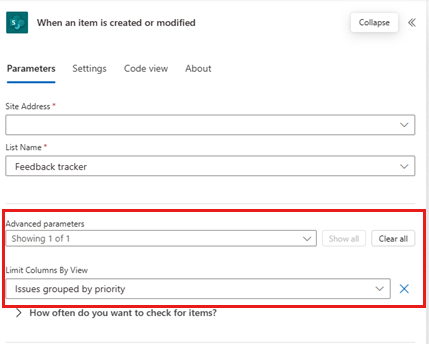 When an item is created or modified
Collapse
Parameters Settings Code view About
Site Address *
List Name *
Feedback tracker
Advanced parameters
Showing 1 of 1 Show all Clear all
Limit Columns By View
Issues grouped by priority
How often do you want to check for items?